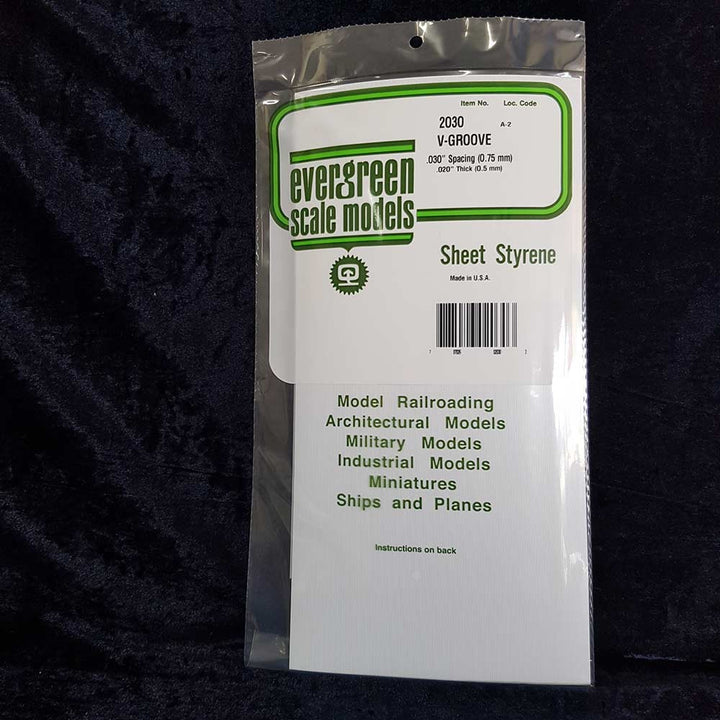 Item No. Loc. Code
2030 A-2
V-GROOVE
.030" Spacing (0.75 mm)
.020" Thick (0.5 mm)
evergreen
scale models
Sheet Styrene
Made in U.S.A.
Model Railroading
Architectural Models
Military Models
Industrial Models
Miniatures
Ships and Planes
Instructions on back